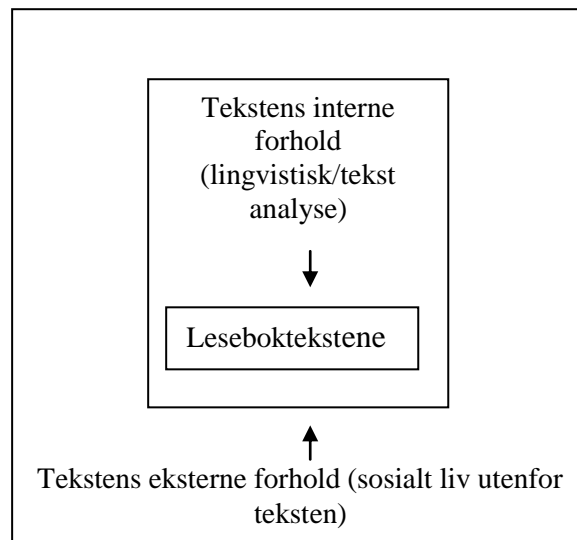 Tekstens interne
forhold
(lingvistisk/tekst
analyse)
Leseboktekstene
Tekstens eksterne forhold (sosialt liv utenfor
teksten)